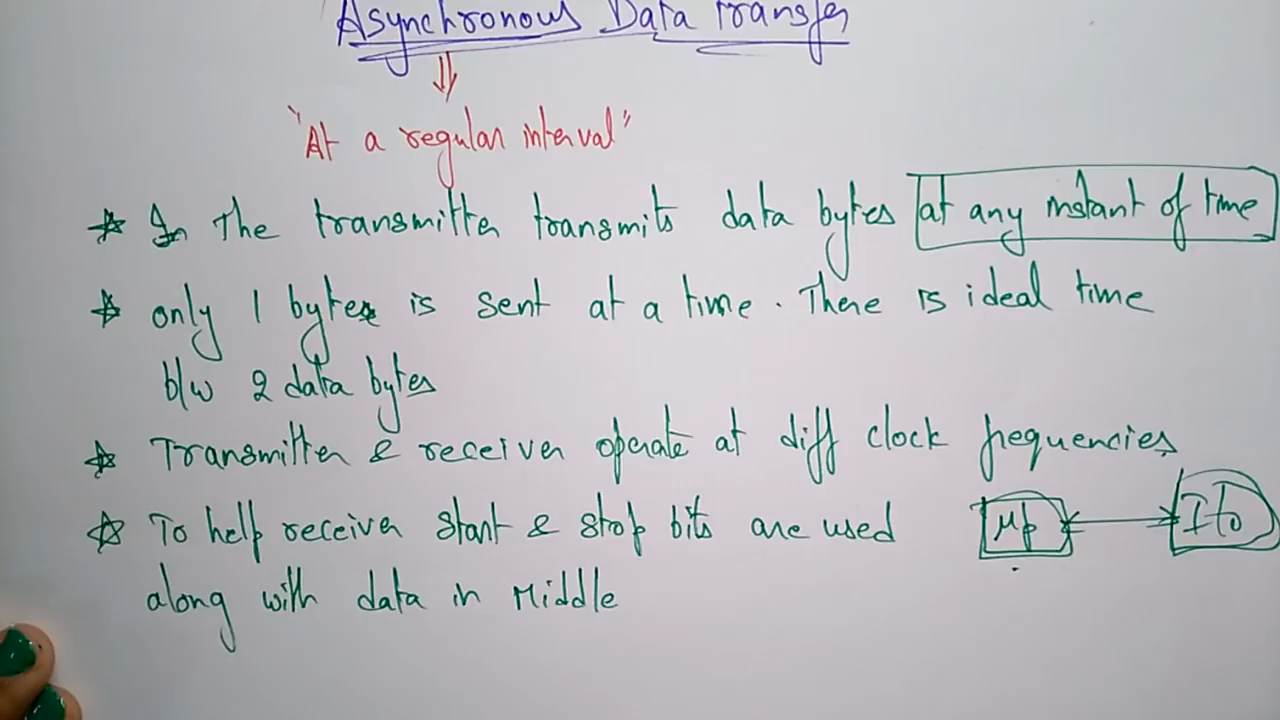 Asynchronous Data transfer
"At a regular interval"
In The transmitter transmits data bytes at any instant of time
only 1 bytes is sent at a time. There is ideal time
b/w 2 data bytes
Transmitter & receiver operate at diff clock frequencies
To help receiver start & stop bits are used
μp I/o
along with data in Middle